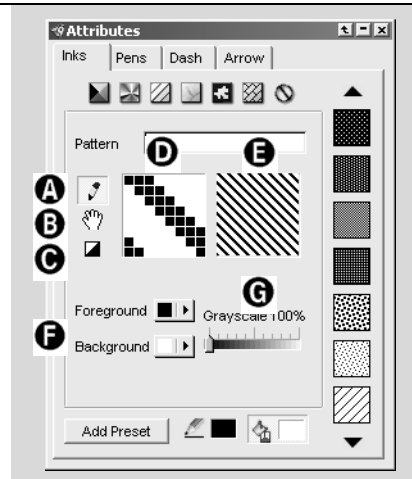 Attributes
Inks Pens Dash Arrow
Pattern
D E
A
B
C
G
Foreground Grayscale 100%
F
Background
Add Preset